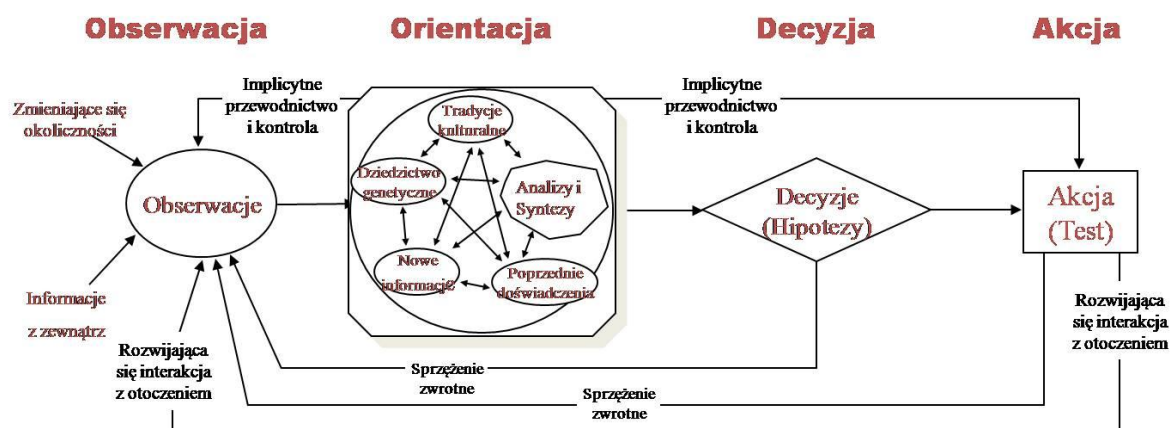 Obserwacja
Orientacja
Decyzja
Akcja
Zmieniające się
okoliczności
Implicytne
przewodnictwo
i kontrola
Tradycje
kulturalne
Implicytne
przewodnictwo
i kontrola
Dziedzictwo
genetyczne
Analizy i
Syntezy
Obserwacje
Decyzje
(Hipotezy)
Akcja
(Test)
Nowe
informacje
Poprzednie
doświadczenia
Informacje
z zewnątrz
Rozwijająca
się interakcja
z otoczeniem
Sprzężenie
zwrotne
Sprzężenie
zwrotne
Rozwijająca
się interakcja
z otoczeniem